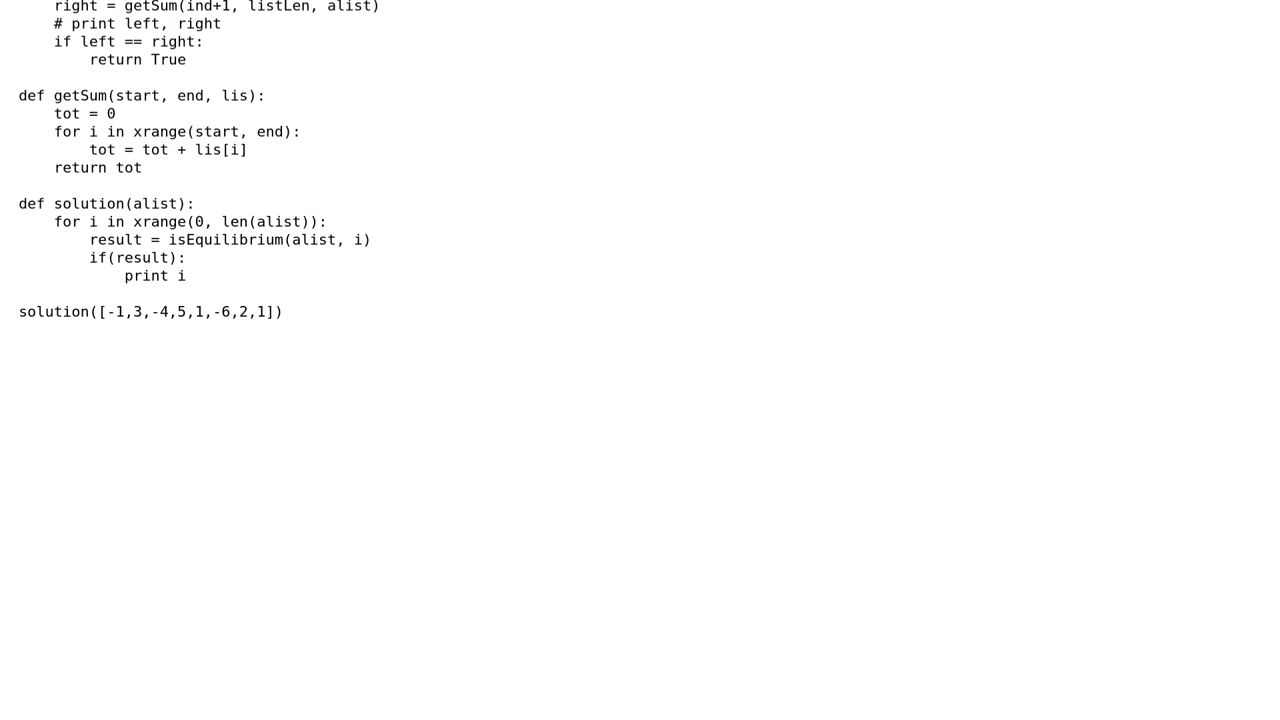 right = getSum(ind+1, listLen, alist)
    # print left, right
    if left == right:
        return True

def getSum(start, end, lis):
    tot = 0
    for i in xrange(start, end):
        tot = tot + lis[i]
    return tot

def solution(alist):
    for i in xrange(0, len(alist)):
        result = isEquilibrium(alist, i)
        if(result):
            print i

solution([-1,3,-4,5,1,-6,2,1])